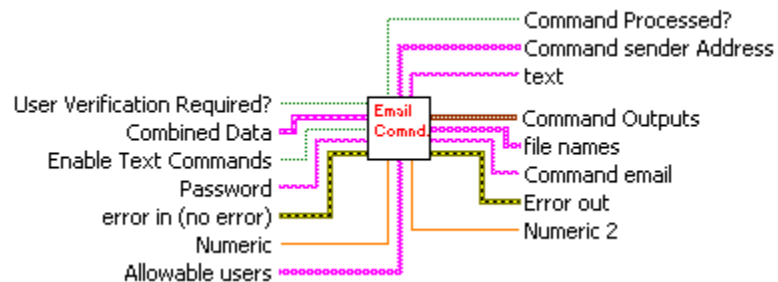 Command Processed?
Command sender Address
text
User Verification Required?
Combined Data
Enable Text Commands
Password
error in (no error)
Numeric
Allowable users
Email
Comnd.
Command Outputs
file names
Command email
Error out
Numeric 2